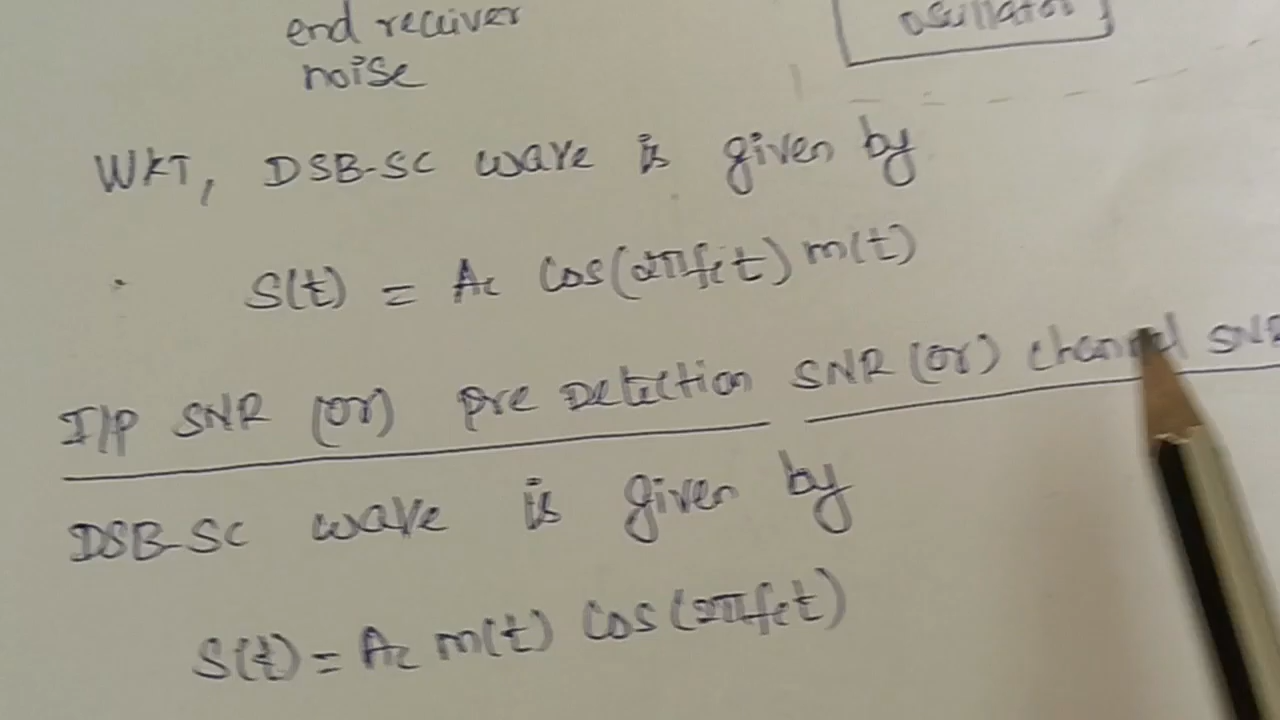 end receiver
noise
oscillator
WKT, DSB-SC wave is given by
S(t) = Ac Cos(2πfct) m(t)
I/P SNR (or) pre Detection SNR (or) channel SNR
DSB-SC wave is given by
S(t) = Ac m(t) Cos(2πfct)